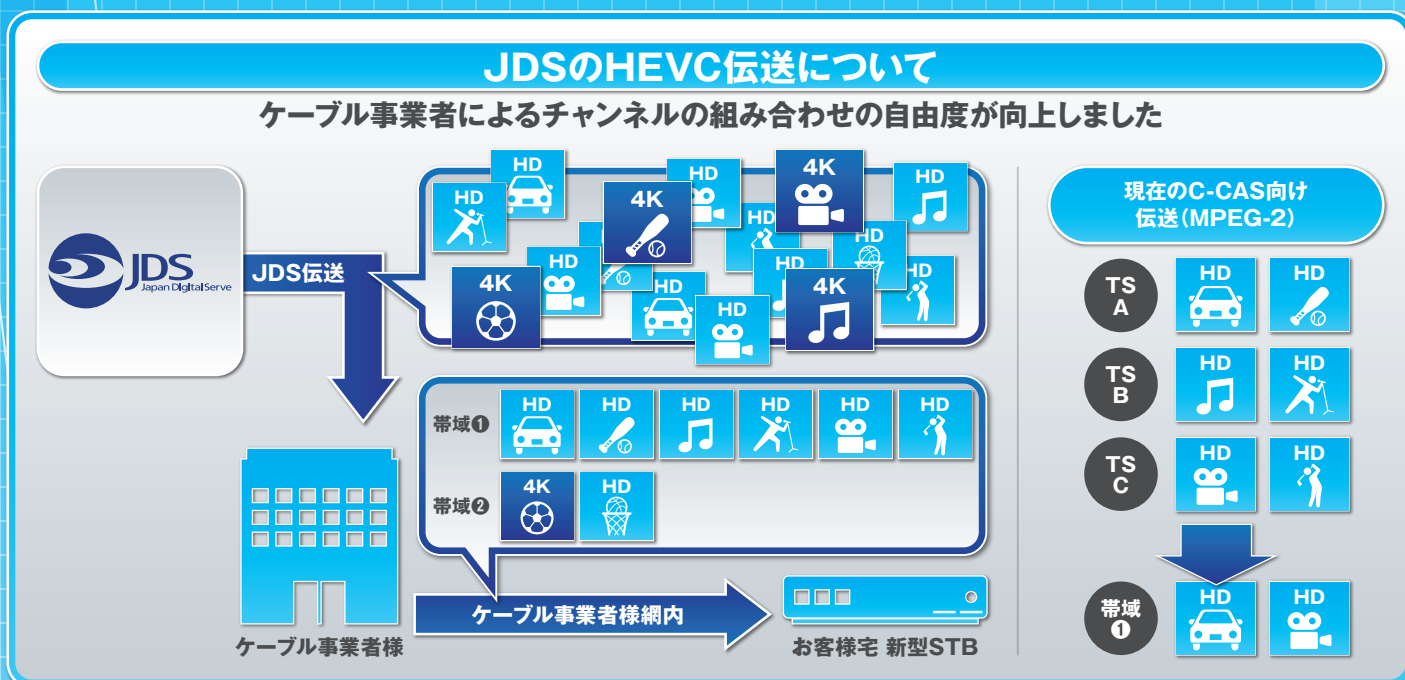 JDSのHEVC伝送について
ケーブル事業者によるチャンネルの組み合わせの自由度が向上しました
JDS
Japan Digital Serve
JDS伝送
HD
HD
4K
HD
4K
HD
4K
HD
HD
HD
HD
HD
HD
4K
HD
HD
帯域❶
HD
HD
HD
HD
HD
HD
帯域❷
4K
HD
ケーブル事業者様
ケーブル事業者様網内
お客様宅 新型STB
現在のC-CAS向け
伝送(MPEG-2)
TS
A
HD
HD
TS
B
HD
HD
TS
C
HD
HD
帯域
❶
HD
HD